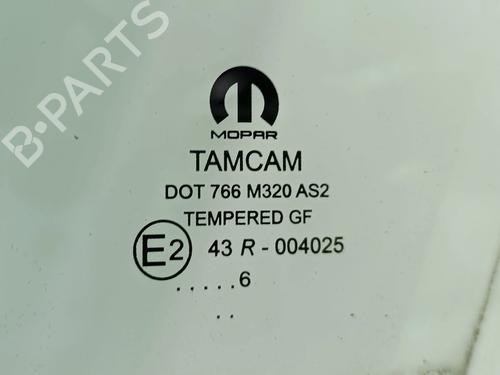 B-PARTS
MOPAR
TAMCAM
DOT 766 M320 AS2
TEMPERED GF
E2 43 R - 004025
.....6
..